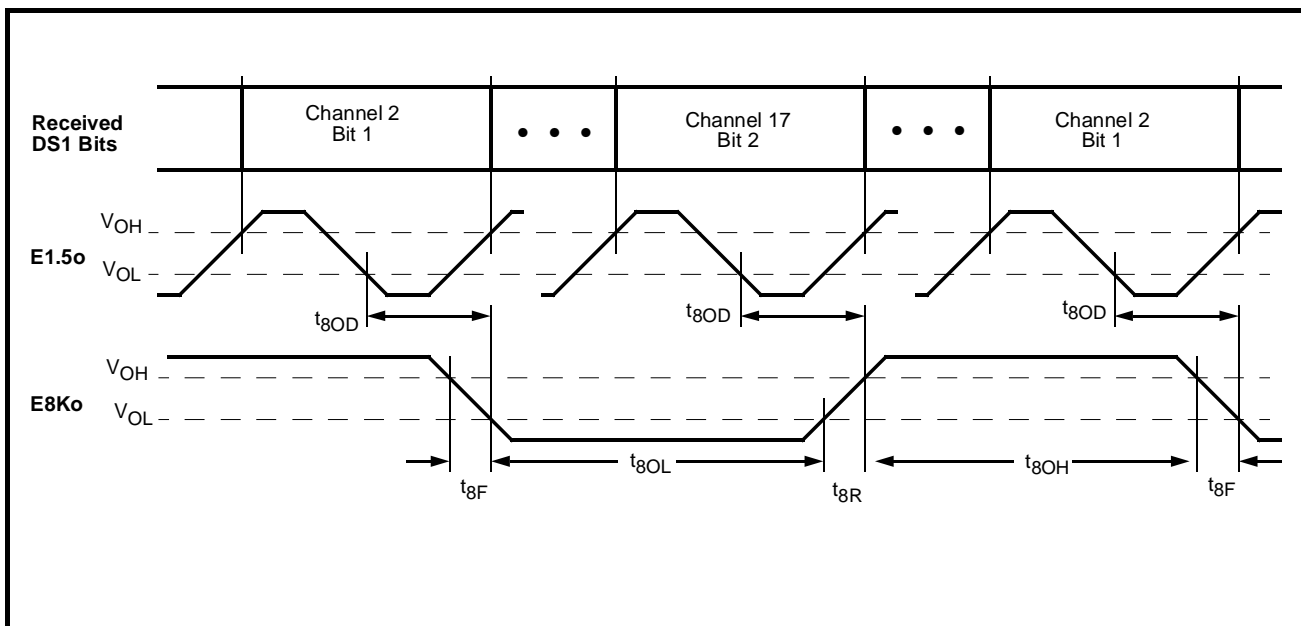 Received
DS1 Bits
Channel 2
Bit 1
• • •
Channel 17
Bit 2
• • •
Channel 2
Bit 1
E1.5o
VOH
VOL
t8OD
t8OD
t8OD
E8Ko
VOH
VOL
t8F
t8OL
t8R
t8OH
t8F